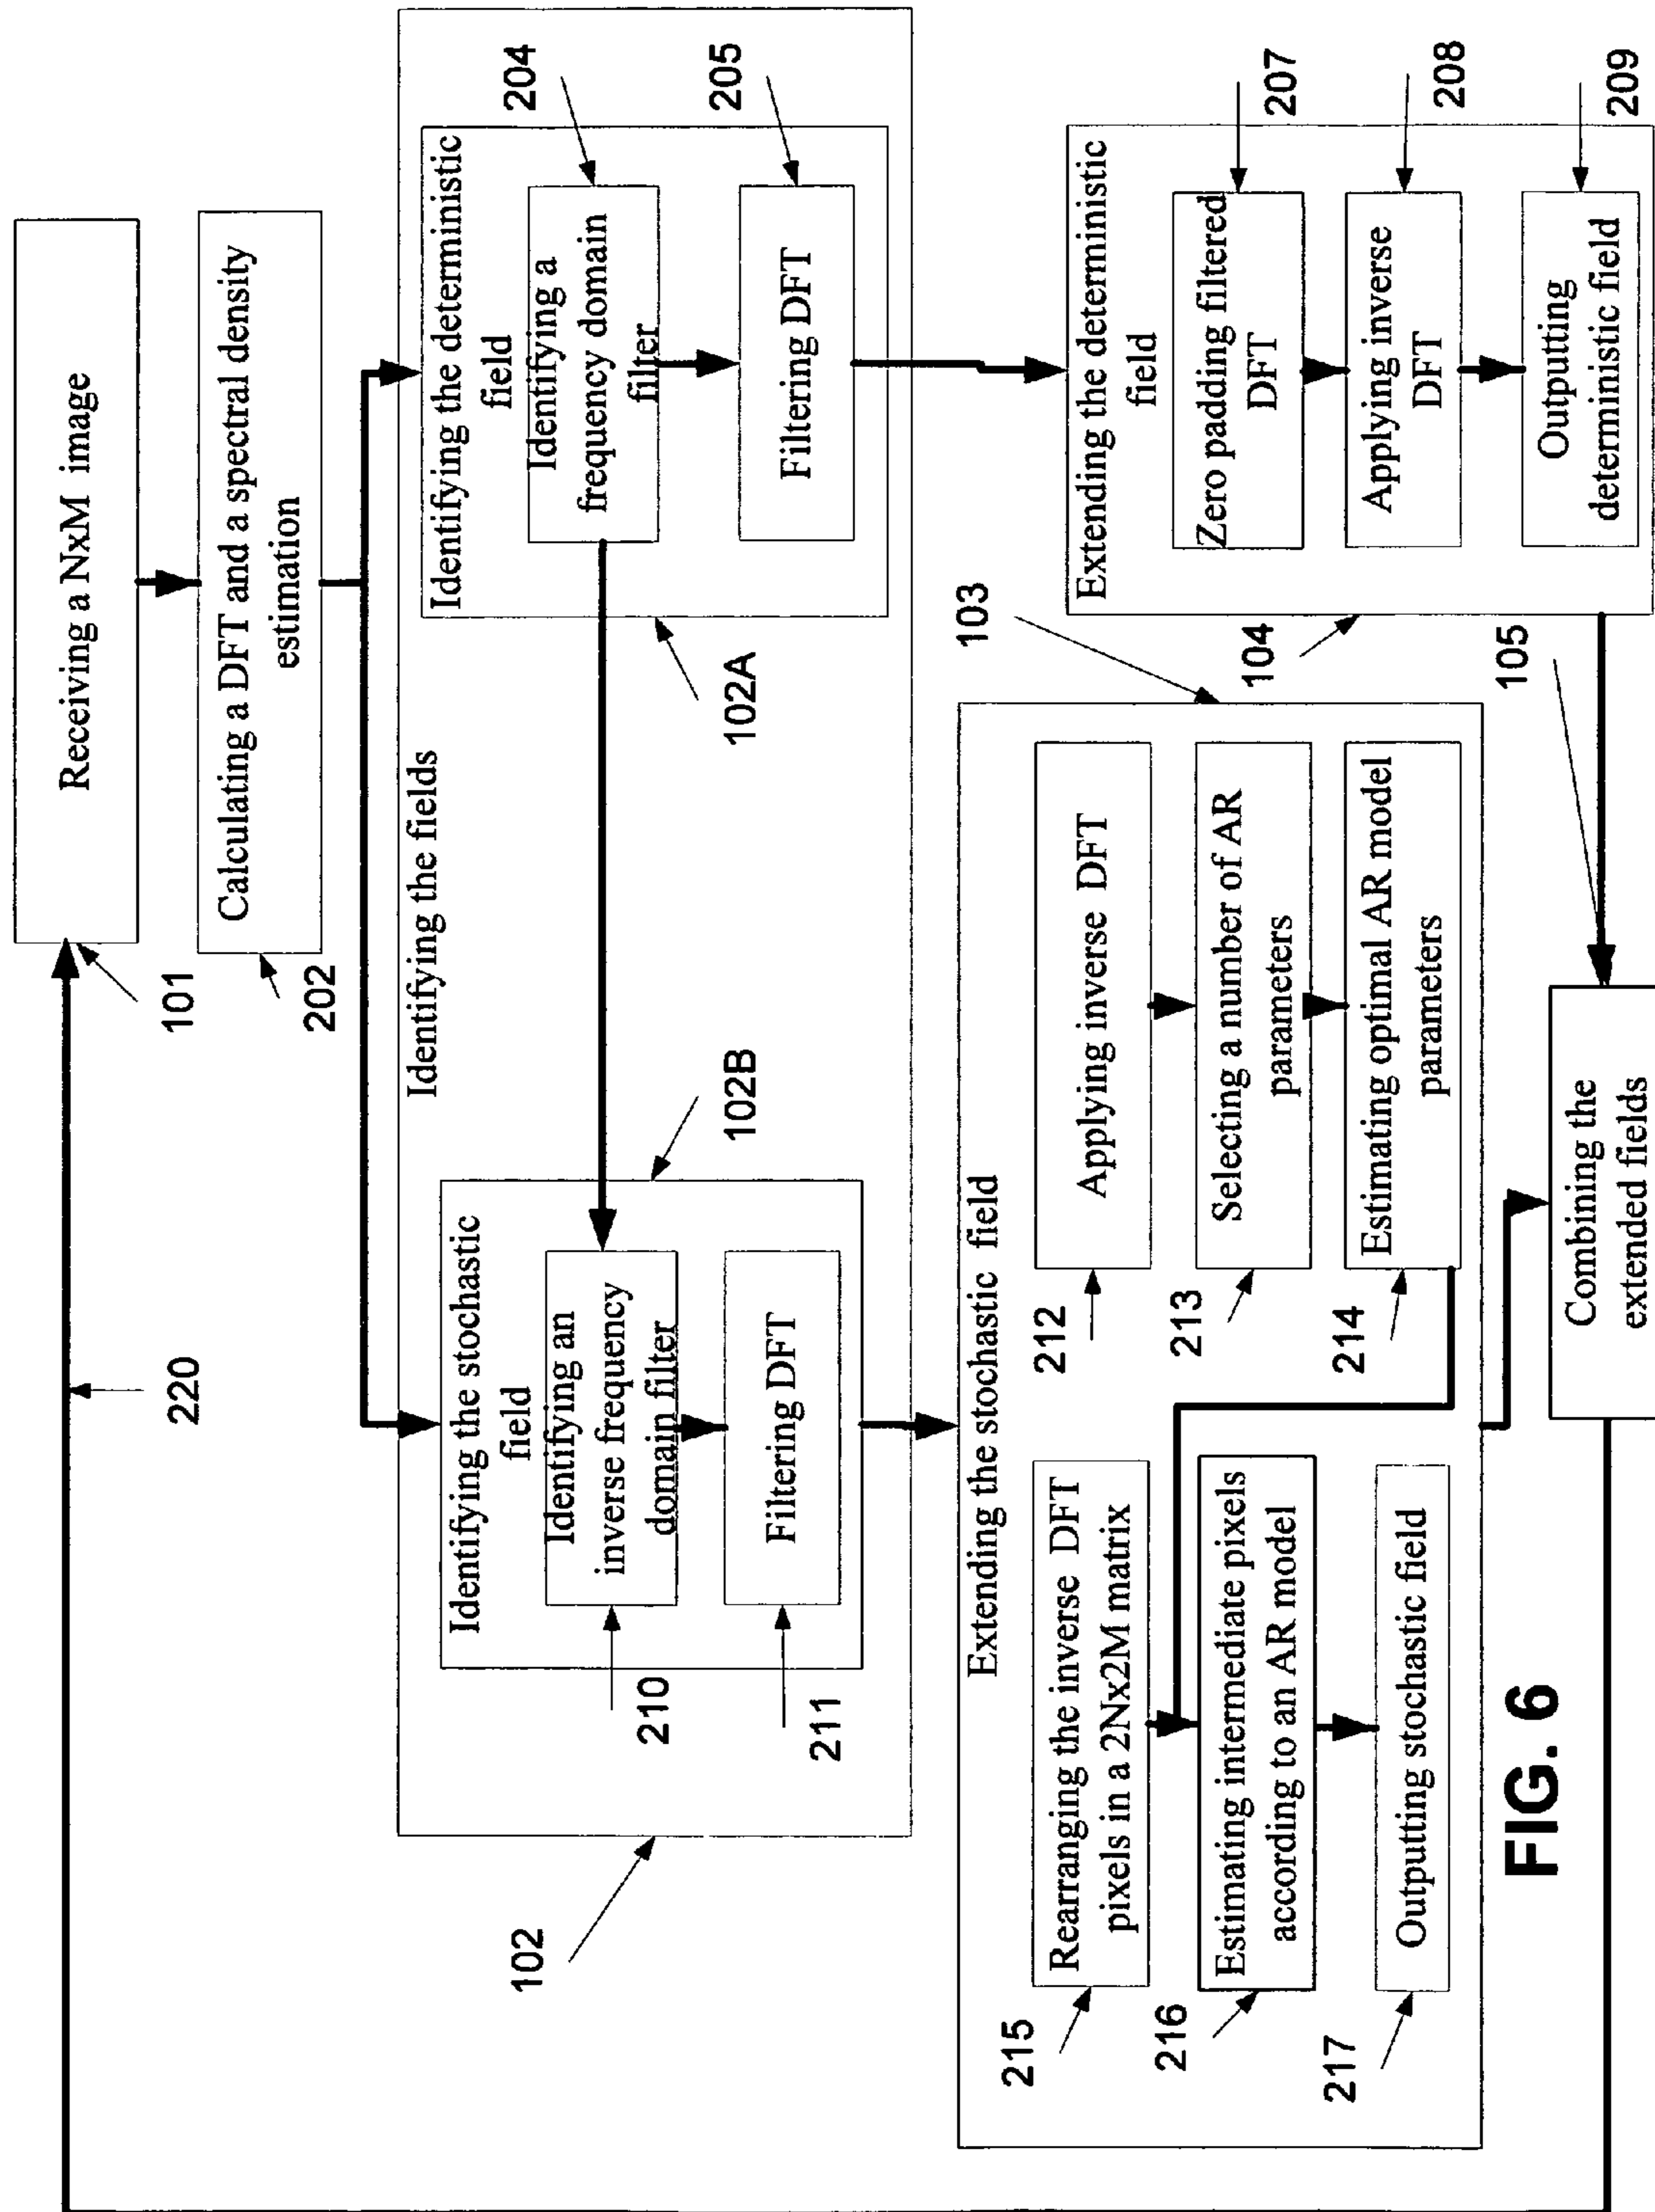 Receiving a NxM image
101
220
Calculating a DFT and a spectral density
estimation
202
Identifying the fields
102
Identifying the stochastic
field
102B
Identifying an
inverse frequency
domain filter
210
Filtering DFT
211
Identifying the deterministic
field
102A
Identifying a
frequency domain
filter
204
Filtering DFT
205
Extending the stochastic field
103
Applying inverse DFT
212
Selecting a number of AR
parameters
213
Estimating optimal AR model
parameters
214
Rearranging the inverse DFT
pixels in a 2Nx2M matrix
215
Estimating intermediate pixels
according to an AR model
216
Outputting stochastic field
217
Extending the deterministic
field
104
Zero padding filtered
DFT
207
Applying inverse
DFT
208
Outputting
deterministic field
209
105
Combining the
extended fields
FIG. 6